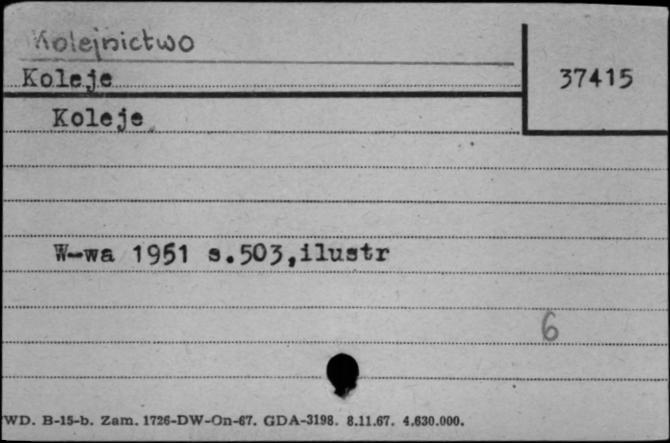 Kolejnictwo
Koleje
37415
Koleje
W-wa 1951 s.503,ilustr
6
WD. B-15-b. Zam. 1726-DW-On-67. GDA-3198. 8.11.67. 4.630.000.